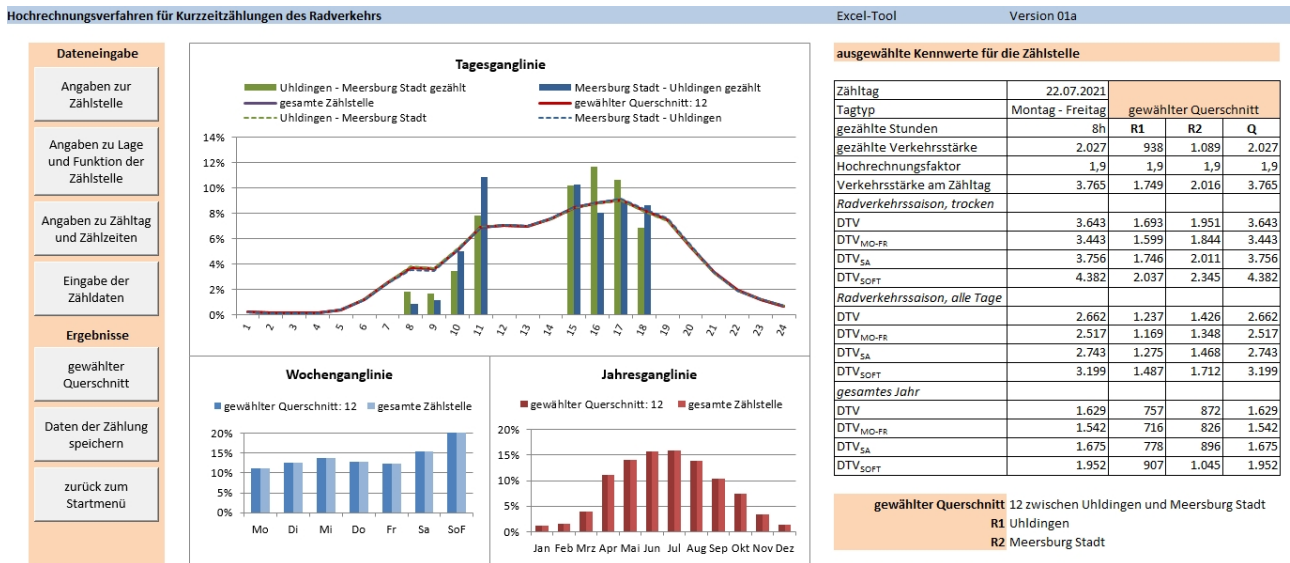 Hochrechnungsverfahren für Kurzzeitzählungen des Radverkehrs Excel-Tool Version 01a
Dateneingabe
Angaben zur
Zählstelle
Angaben zu Lage
und Funktion der
Zählstelle
Angaben zu Zähltag
und Zählzeiten
Eingabe der
Zähldaten
Ergebnisse
gewählter
Querschnitt
Daten der Zählung
speichern
zurück zum
Startmenü
Tagesganglinie
Uhldingen - Meersburg Stadt gezählt Meersburg Stadt - Uhldingen gezählt
gesamte Zählstelle gewählter Querschnitt: 12
Uhldingen - Meersburg Stadt Meersburg Stadt - Uhldingen
14%
12%
10%
8%
6%
4%
2%
0%
1 2 3 4 5 6 7 8 9 10 11 12 13 14 15 16 17 18 19 20 21 22 23 24
Wochenganglinie
gewählter Querschnitt: 12 gesamte Zählstelle
20%
15%
10%
5%
0%
Mo Di Mi Do Fr Sa SoF
Jahresganglinie
gewählter Querschnitt: 12 gesamte Zählstelle
20%
15%
10%
5%
0%
Jan Feb Mrz Apr Mai Jun Jul Aug Sep Okt Nov Dez
ausgewählte Kennwerte für die Zählstelle
Zähltag 22.07.2021
Tagtyp Montag - Freitag gewählter Querschnitt
gezählte Stunden 8h R1 R2 Q
gezählte Verkehrsstärke 2.027 938 1.089 2.027
Hochrechnungsfaktor 1,9 1,9 1,9 1,9
Verkehrsstärke am Zähltag 3.765 1.749 2.016 3.765
Radverkehrssaison, trocken
DTV 3.643 1.693 1.951 3.643
DTVMO-FR 3.443 1.599 1.844 3.443
DTVSA 3.756 1.746 2.011 3.756
DTVSOFT 4.382 2.037 2.345 4.382
Radverkehrssaison, alle Tage
DTV 2.662 1.237 1.426 2.662
DTVMO-FR 2.517 1.169 1.348 2.517
DTVSA 2.743 1.275 1.468 2.743
DTVSOFT 3.199 1.487 1.712 3.199
gesamtes Jahr
DTV 1.629 757 872 1.629
DTVMO-FR 1.542 716 826 1.542
DTVSA 1.675 778 896 1.675
DTVSOFT 1.952 907 1.045 1.952
gewählter Querschnitt 12 zwischen Uhldingen und Meersburg Stadt
R1 Uhldingen
R2 Meersburg Stadt